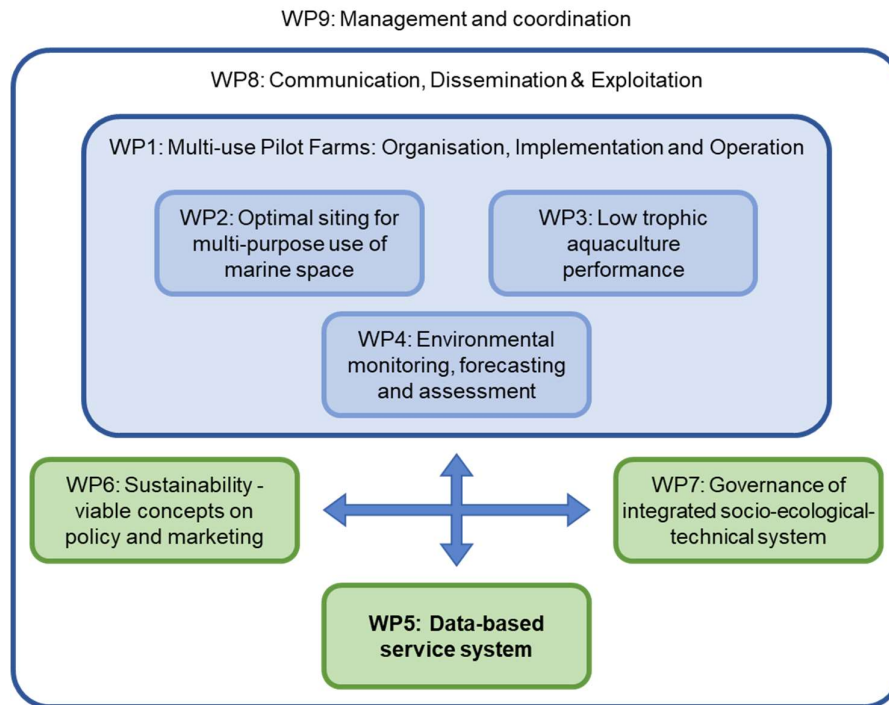 WP9: Management and coordination
WP8: Communication, Dissemination & Exploitation
WP1: Multi-use Pilot Farms: Organisation, Implementation and Operation
WP2: Optimal siting for
multi-purpose use of
marine space
WP3: Low trophic
aquaculture
performance
WP4: Environmental
monitoring, forecasting
and assessment
WP6: Sustainability -
viable concepts on
policy and marketing
WP7: Governance of
integrated socio-ecological-
technical system
WP5: Data-based
service system